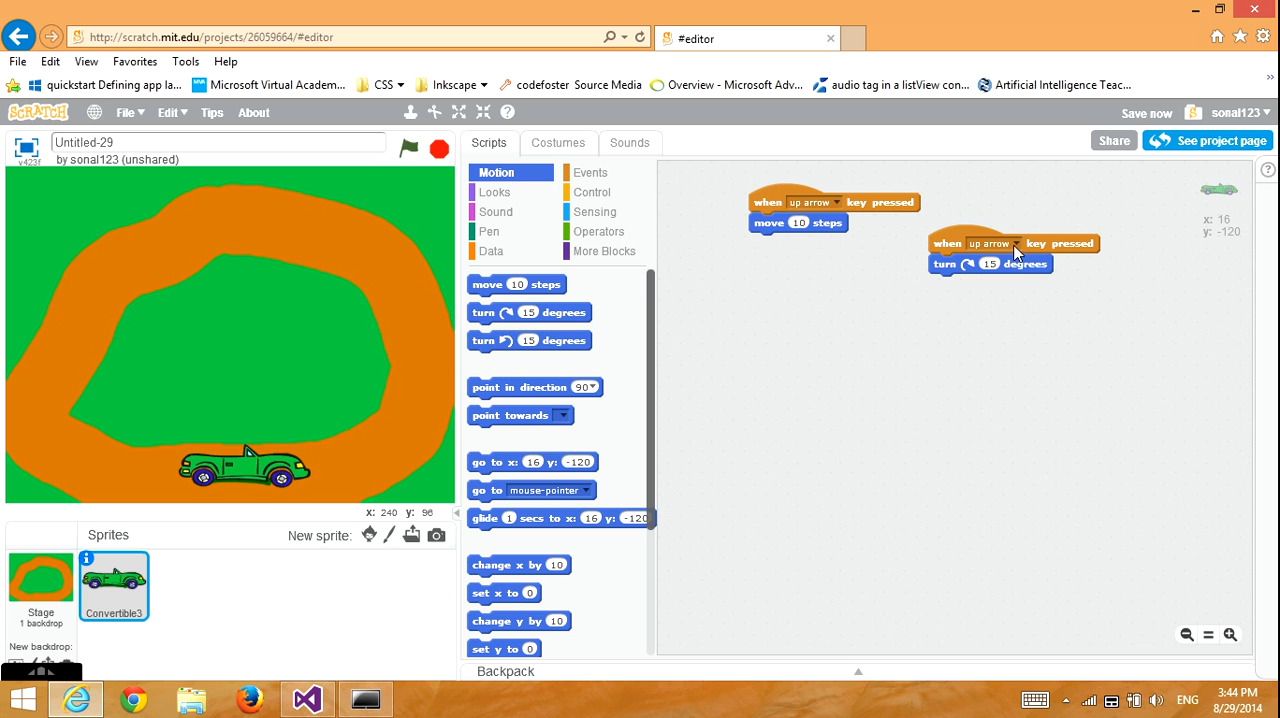 http://scratch.mit.edu/projects/26059664/#editor
#editor
File Edit View Favorites Tools Help
quickstart Defining app la... Microsoft Virtual Academ... CSS Inkscape codefoster Source Media Overview - Microsoft Adv... audio tag in a listView con... Artificial Intelligence Teac...
SCRATCH File Edit Tips About Save now sonal123
Untitled-29
by sonal123 (unshared)
v423f
Scripts Costumes Sounds
Share See project page
Motion Events
Looks Control
Sound Sensing
Pen Operators
Data More Blocks
move 10 steps
turn 15 degrees
turn 15 degrees
point in direction 90
point towards
go to x: 16 y: -120
go to mouse-pointer
glide 1 secs to x: 16 y: -120
change x by 10
set x to 0
change y by 10
set y to 0
when up arrow key pressed
move 10 steps
when up arrow key pressed
turn 15 degrees
x: 16
y: -120
x: 240 y: 96
Sprites New sprite:
Stage
1 backdrop
New backdrop:
Convertible3
Backpack
ENG
3:44 PM
8/29/2014